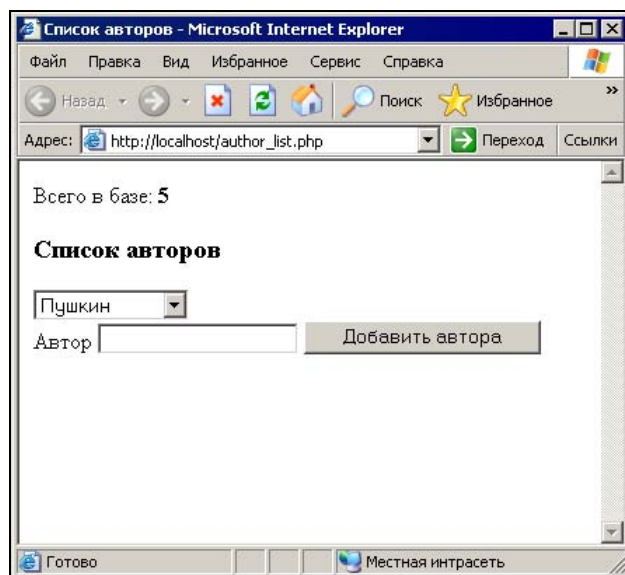 Список авторов - Microsoft Internet Explorer
Файл Правка Вид Избранное Сервис Справка
Назад Поиск Избранное »
Адрес: http://localhost/author_list.php Переход Ссылки
Всего в базе: 5
Список авторов
Пушкин
Автор Добавить автора
Готово Местная интрасеть